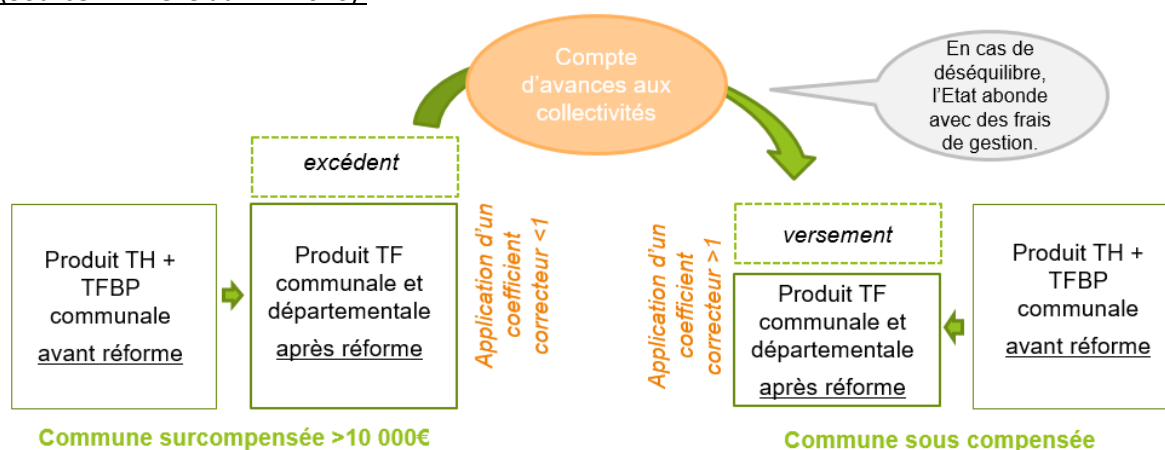 Compte
d'avances aux
collectivités
En cas de
déséquilibre,
l'Etat abonde
avec des frais
de gestion.
excédent
Produit TH +
TFBP
communale
avant réforme
Produit TF
communale et
départementale
après réforme
Application d'un
coefficient
correcteur <1
Application d'un
coefficient
correcteur >1
versement
Produit TF
communale et
départementale
après réforme
Produit TH +
TFBP
communale
avant réforme
Commune surcompensée >10 000€
Commune sous compensée